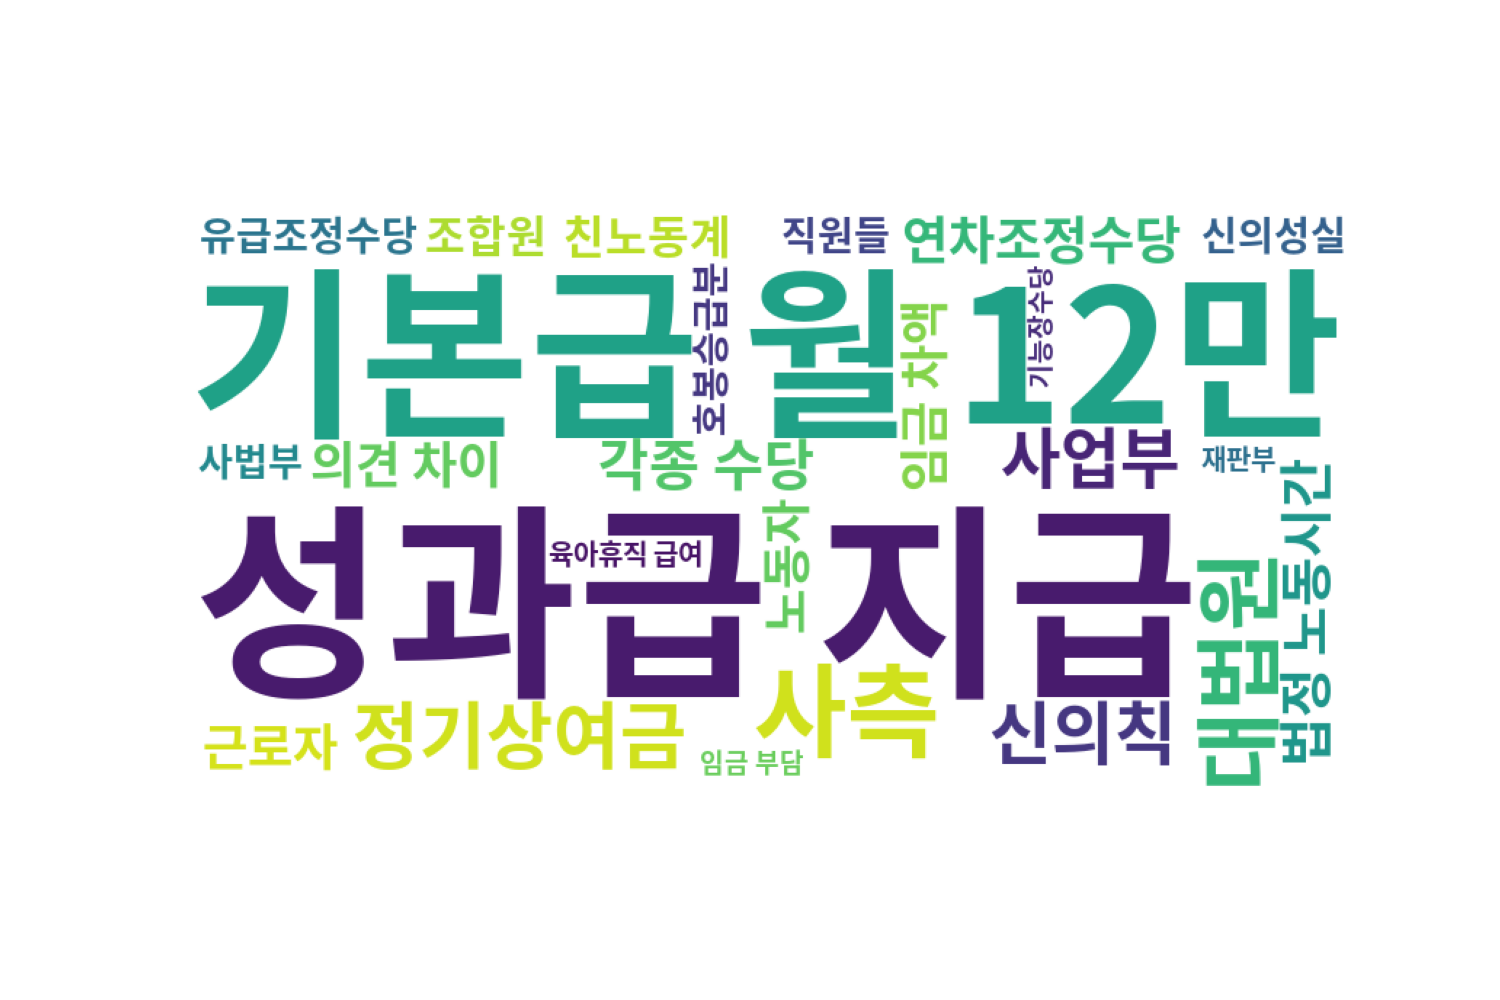 유급조정수당
조합원
친노동계
직원들
연차조정수당
신의성실
기본급 월 12만
호봉승급분
임금 차액
기능장수당
사법부
의견 차이
각종 수당
사업부
재판부
성과급 지급
육아휴직 급여
노동자
대법원
법정 노동시간
근로자
정기상여금
사측
임금 부담
신의칙